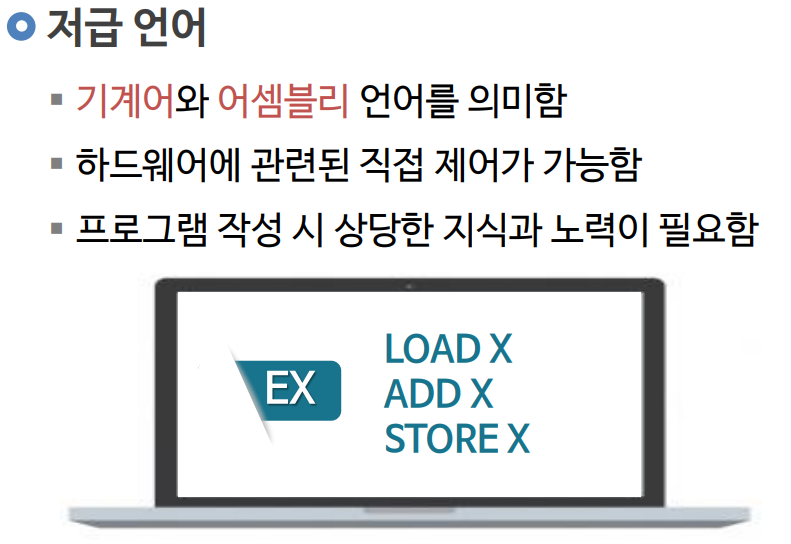 저급 언어
기계어와 어셈블리 언어를 의미함
하드웨어에 관련된 직접 제어가 가능함
프로그램 작성 시 상당한 지식과 노력이 필요함
EX
LOAD X
ADD X
STORE X